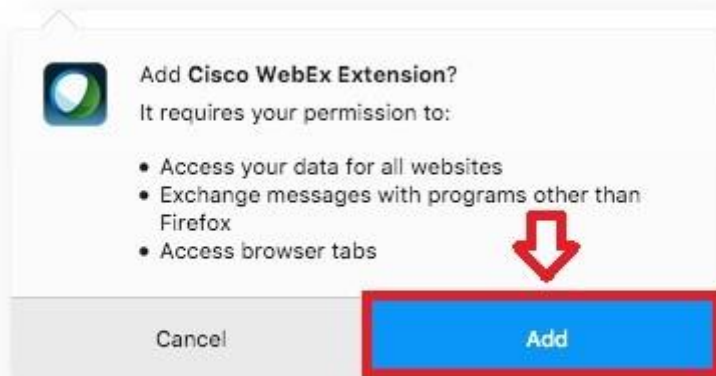 Add Cisco WebEx Extension?
It requires your permission to:
• Access your data for all websites
• Exchange messages with programs other than
Firefox
• Access browser tabs
Cancel
Add